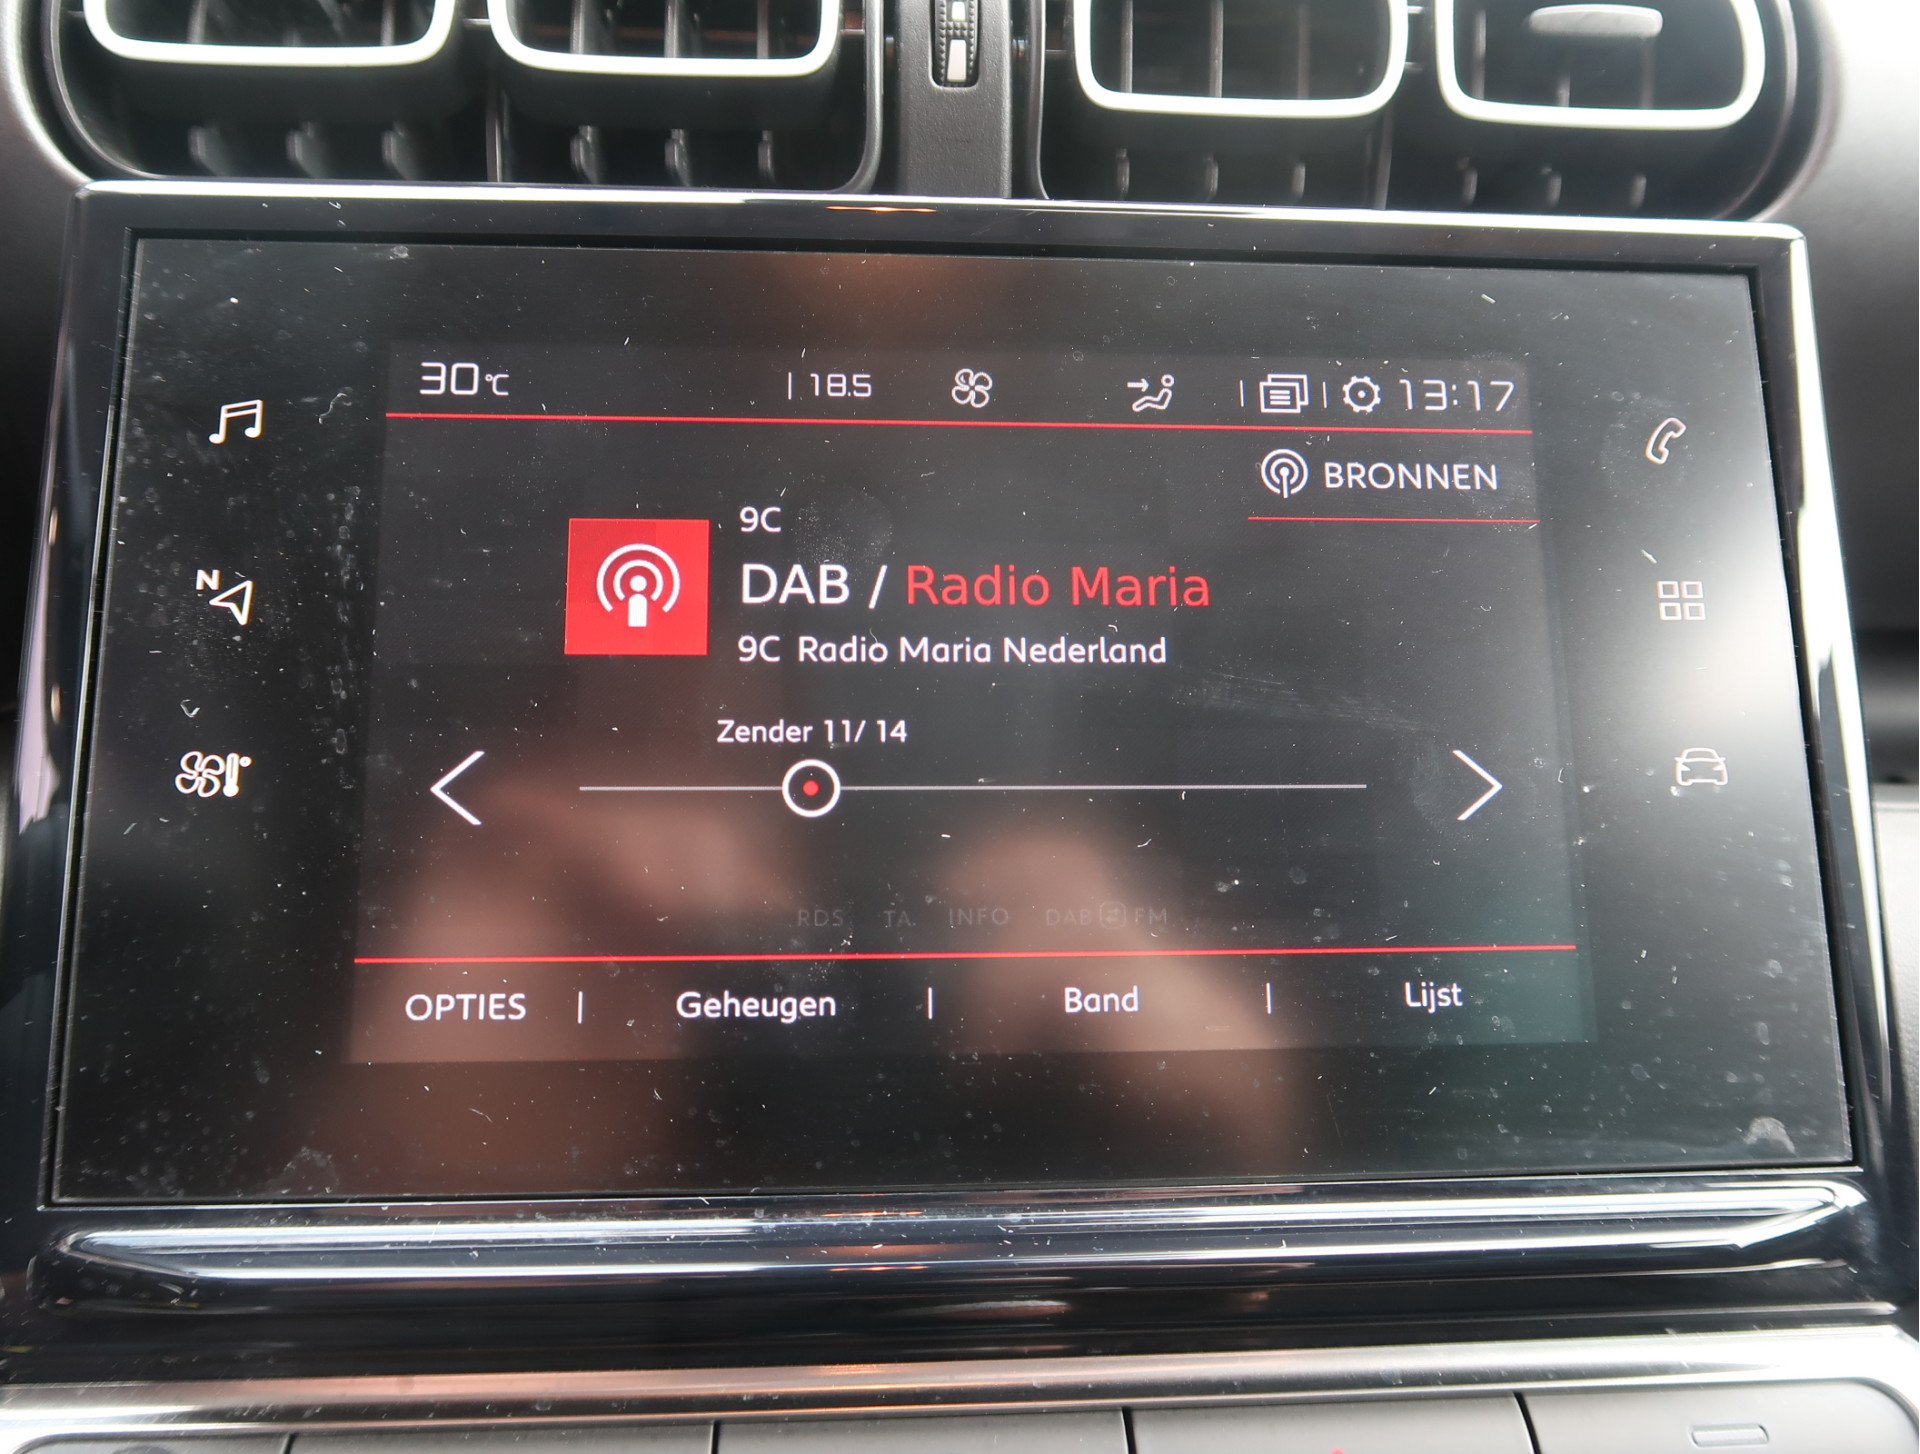 30°C | 18.5 | | 13:17
BRONNEN
9C
DAB / Radio Maria
9C Radio Maria Nederland
Zender 11/ 14
N
RDS TA INFO DAB FM
OPTIES | Geheugen | Band | Lijst